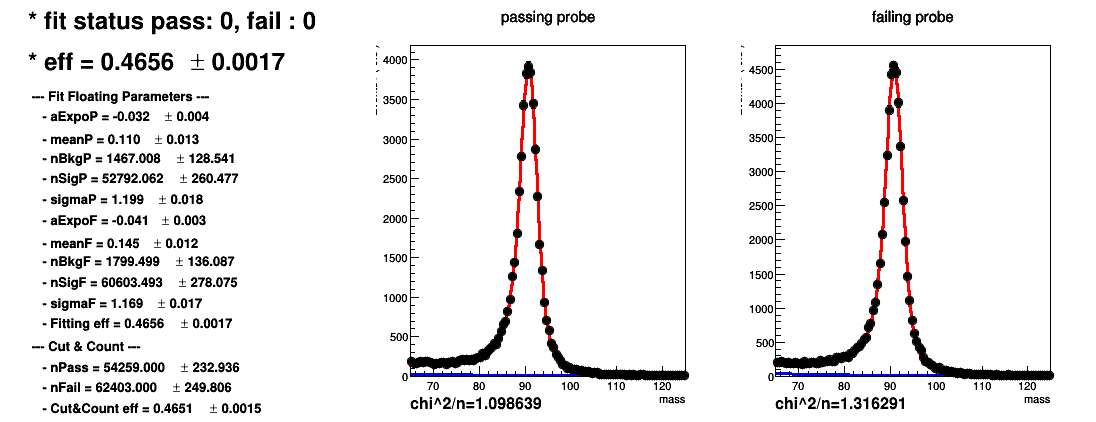 * fit status pass: 0, fail : 0
* eff = 0.4656 ± 0.0017
--- Fit Floating Parameters ---
- aExpoP = -0.032 ± 0.004
- meanP = 0.110 ± 0.013
- nBkgP = 1467.008 ± 128.541
- nSigP = 52792.062 ± 260.477
- sigmaP = 1.199 ± 0.018
- aExpoF = -0.041 ± 0.003
- meanF = 0.145 ± 0.012
- nBkgF = 1799.499 ± 136.087
- nSigF = 60603.493 ± 278.075
- sigmaF = 1.169 ± 0.017
- Fitting eff = 0.4656 ± 0.0017
--- Cut & Count ---
- nPass = 54259.000 ± 232.936
- nFail = 62403.000 ± 249.806
- Cut&Count eff = 0.4651 ± 0.0015
passing probe
4000
3500
3000
2500
2000
1500
1000
500
0
70 80 90 100 110 120
mass
chi^2/n=1.098639
failing probe
4500
4000
3500
3000
2500
2000
1500
1000
500
0
70 80 90 100 110 120
mass
chi^2/n=1.316291